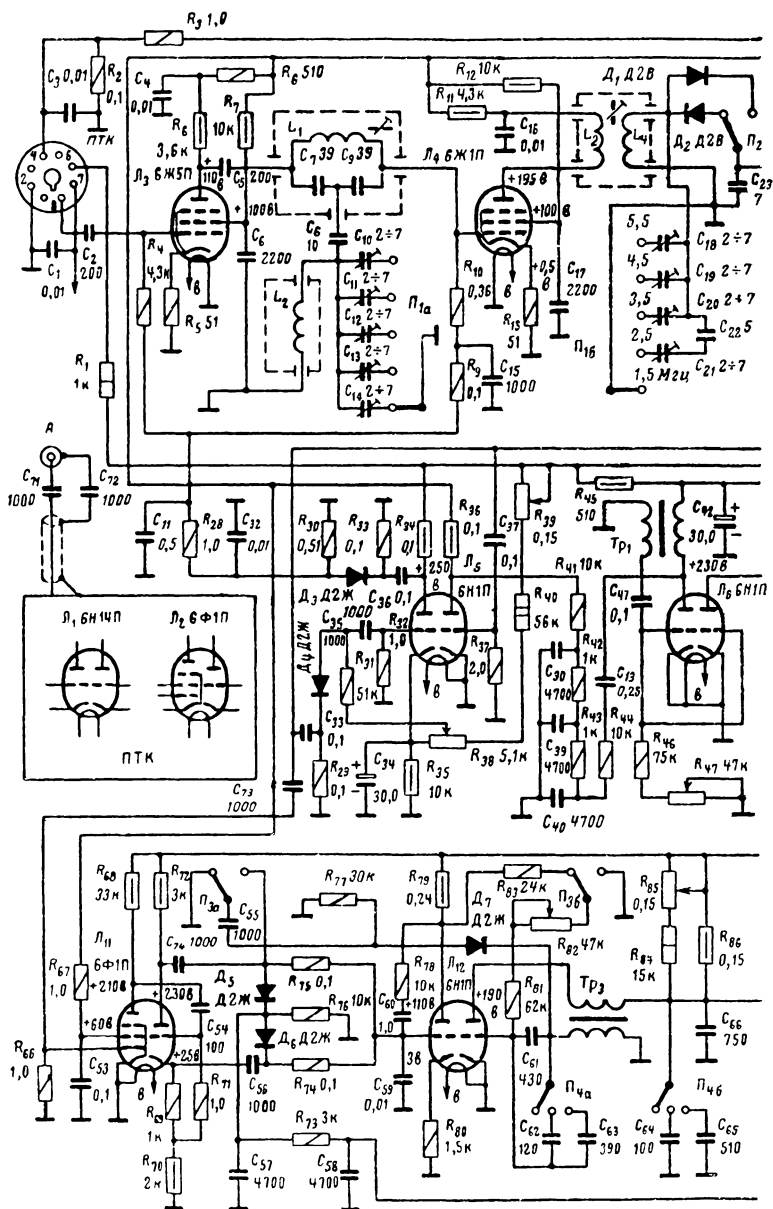 R₃ 1,0
C₃ 0,01
R₂
0,1
ПТК
4
6
2
7
8
C₁
0,01
C₂
200
C₄
0,01
R₆ 510
R₆
3,6к
R₇
10к
Л₃ 6Ж5П
+
110в
C₅ 200
+
100в
C₆
2200
R₄
4,3к
R₅ 51
в
L₁
C₇ 39
C₉ 39
C₈
10
L₂
C₁₀ 2÷7
C₁₁ 2÷7
C₁₂ 2÷7
C₁₃ 2÷7
C₁₄ 2÷7
П₁а
Л₄ 6Ж1П
R₁₂ 10к
R₁₁ 4,3к
C₁₆
0,01
+195 в
+100в
R₁₀
0,36
+0,5
в
в
R₁₃
51
C₁₇
2200
R₉
0,1
C₁₅
1000
П₁б
Д₁ Д2В
L₂
L₄
Д₂ Д2В
П₂
C₂₃
7
5,5
4,5
3,5
2,5
1,5 Мгц
C₁₈ 2÷7
C₁₉ 2÷7
C₂₀ 2÷7
C₂₂ 5
C₂₁ 2÷7
R₁
1к
А
C₇₁
1000
C₇₂
1000
C₁₁
0,5
R₂₈
1,0
C₃₂
0,01
R₃₀
0,51
R₃₃
0,1
R₃₄
0,1
Д₃ Д2Ж
C₃₆ 0,1
+
250
в
R₃₆
0,1
Л₅
6Н1П
C₃₇
0,1
R₃₉
0,15
R₄₀
56к
R₄₁ 10к
R₄₂
1к
C₃₀
4700
R₄₃
1к
C₃₉
4700
C₄₀ 4700
Д₄ Д2Ж
C₃₅
1000
1000
R₃₂
1,0
R₃₁
51к
C₃₃
0,1
R₂₉
0,1
+
−
C₃₄
30,0
R₃₅
10к
R₃₇
2,0
R₃₈ 5,1к
в
R₄₅
510
Тр₁
C₄₂
30,0
+
−
+230в
Л₆ 6Н1П
C₄₇
0,1
C₁₃
0,25
R₄₄
10к
R₄₆
75к
R₄₇ 47к
в
Л₁ 6Н14П
Л₂ 6Ф1П
ПТК
C₇₃
1000
R₆₈
33к
R₇₂
3к
П₃а
C₅₅
1000
R₇₇ 30к
R₇₉
0,24
Д₇
Д2Ж
R₈₃ 24к
П₃б
R₈₂ 47к
R₈₅
0,15
R₈₇
15к
R₈₆
0,15
Л₁₁
6Ф1П
C₇₄ 1000
R₆₇
1,0
+210в
+230в
Д₅
Д2Ж
R₇₅ 0,1
R₇₆ 10к
Д₆ Д2Ж
R₇₈
10к
C₆₀
1,0
+110в
Л₁₂
6Н1П
+190
в
R₈₁
62к
Тр₃
C₆₆
750
R₆₆
1,0
+60в
C₅₃
0,1
+25в
в
R₆₉
1к
R₇₀
2к
R₇₁
1,0
C₅₄
100
C₅₆
1000
R₇₄ 0,1
R₇₃ 3к
C₅₇
4700
C₅₈
4700
C₅₉
0,01
3в
в
R₈₀
1,5к
C₆₁
430
П₄а
C₆₂
120
C₆₃
390
П₄б
C₆₄
100
C₆₅
510